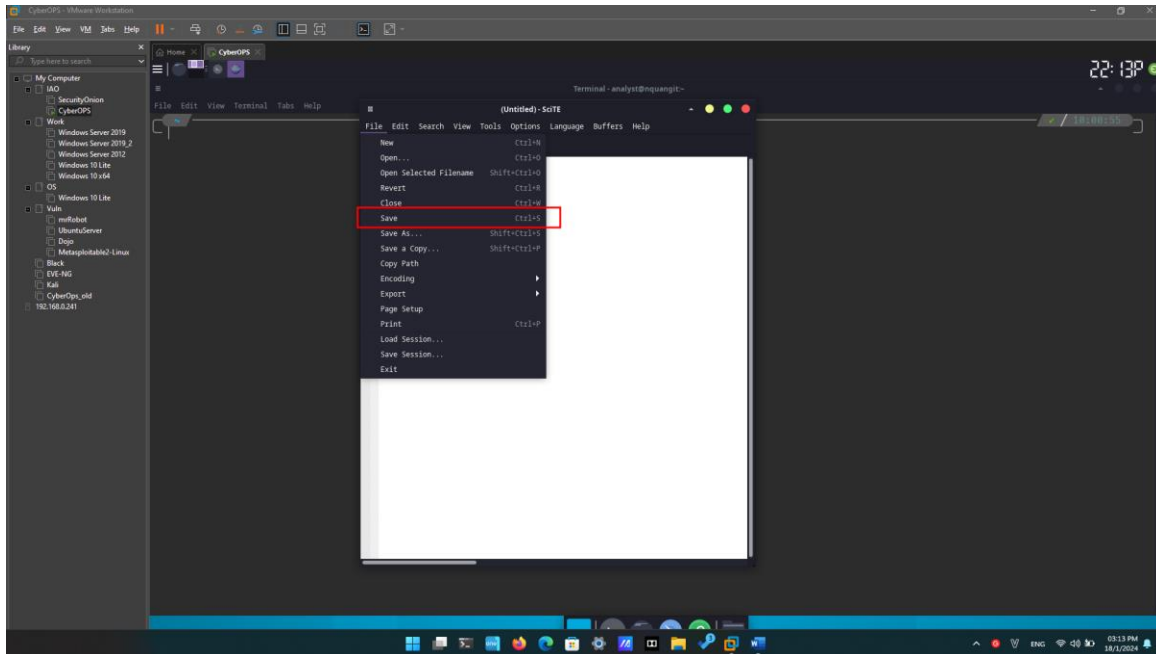 CyberOPS - VMware Workstation
File Edit View VM Tabs Help
Library
Type here to search
Home
CyberOPS
My Computer
IAO
SecurityOnion
CyberOPS
Work
Windows Server 2019
Windows Server 2019_2
Windows Server 2012
Windows 10 Lite
Windows 10 x64
OS
Windows 10 Lite
Vuln
mrRobot
UbuntuServer
Dojo
Metasploitable2-Linux
Black
EVE-NG
Kali
CyberOps_old
192.168.0.241
22:13P
Terminal - analyst@nquangit:~
File Edit View Terminal Tabs Help
10:08:55
(Untitled) - SciTE
File Edit Search View Tools Options Language Buffers Help
New Ctrl+N
Open... Ctrl+O
Open Selected Filename Shift+Ctrl+O
Revert Ctrl+R
Close Ctrl+W
Save Ctrl+S
Save As... Shift+Ctrl+S
Save a Copy... Shift+Ctrl+P
Copy Path
Encoding
Export
Page Setup
Print Ctrl+P
Load Session...
Save Session...
Exit
ENG
03:13 PM
18/1/2024